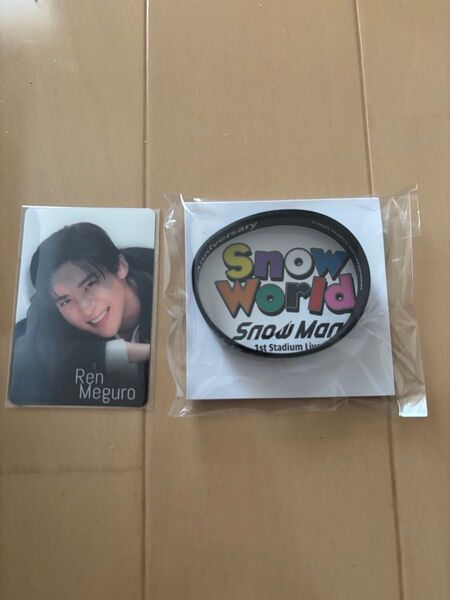 Ren
Meguro
Anniversary
Snow
World
Snow Man
1st Stadium Live